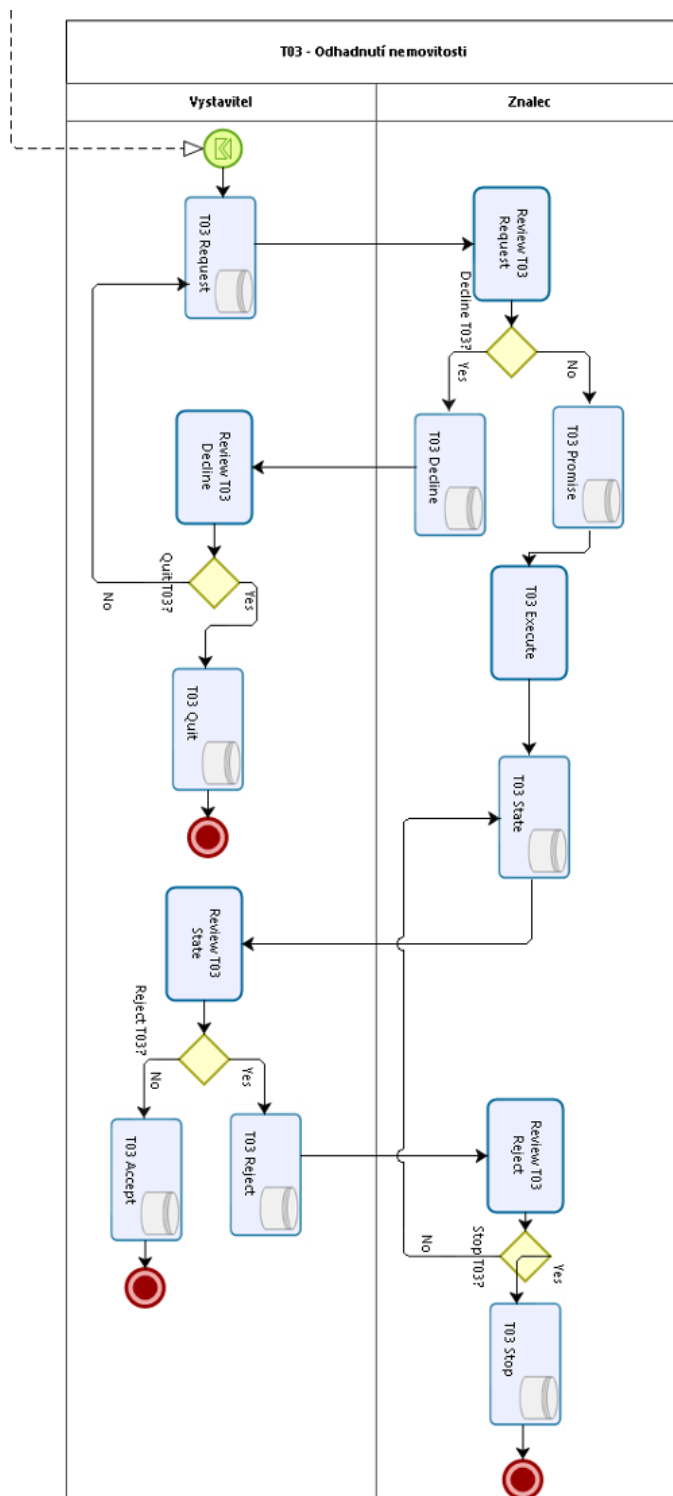 T03 - Odhadnutí nemovitosti
Vystavitel
Znalec
T03 Request
Review T03
Request
Decline T03?
Yes
No
T03 Decline
T03 Promise
Review T03
Decline
Quit T03?
No
Yes
T03 Execute
T03 Quit
T03 State
Review T03
State
Reject T03?
No
Yes
T03 Accept
T03 Reject
Review T03
Reject
Stop T03?
No
Yes
T03 Stop